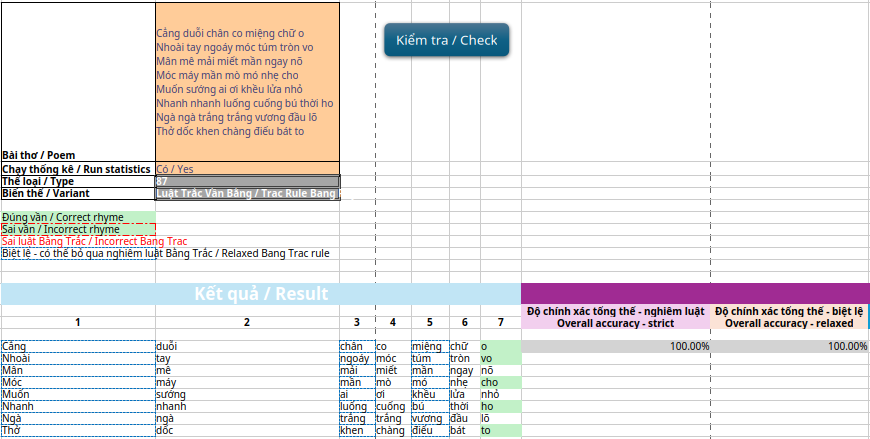 Cẳng duỗi chân co miệng chữ o
Nhoài tay ngoáy móc túm tròn vo
Mân mê mải miết mần ngay nõ
Móc máy mằn mò mó nhẹ cho
Muốn sướng ai ơi khều lửa nhỏ
Nhanh nhanh luống cuống bú thời ho
Ngà ngà trắng trắng vương đầu lõ
Thở dốc khen chàng điếu bát to
Kiểm tra / Check
Bài thơ / Poem
Chạy thống kê / Run statistics
Có / Yes
Thể loại / Type
87
Biến thể / Variant
Luật Trắc Vần Bằng / Trac Rule Bang
Đúng vần / Correct rhyme
Sai vần / Incorrect rhyme
Sai luật Bằng Trắc / Incorrect Bang Trac
Biệt lệ - có thể bỏ qua nghiêm luật Bằng Trắc / Relaxed Bang Trac rule
Kết quả / Result
1 2 3 4 5 6 7
Độ chính xác tổng thể - nghiêm luật
Overall accuracy - strict
Độ chính xác tổng thể - biệt lệ
Overall accuracy - relaxed
Cẳng duỗi chân co miệng chữ o 100.00% 100.00%
Nhoài tay ngoáy móc túm tròn vo
Mân mê mải miết mần ngay nõ
Móc máy mằn mò mó nhẹ cho
Muốn sướng ai ơi khều lửa nhỏ
Nhanh nhanh luống cuống bú thời ho
Ngà ngà trắng trắng vương đầu lõ
Thở dốc khen chàng điếu bát to